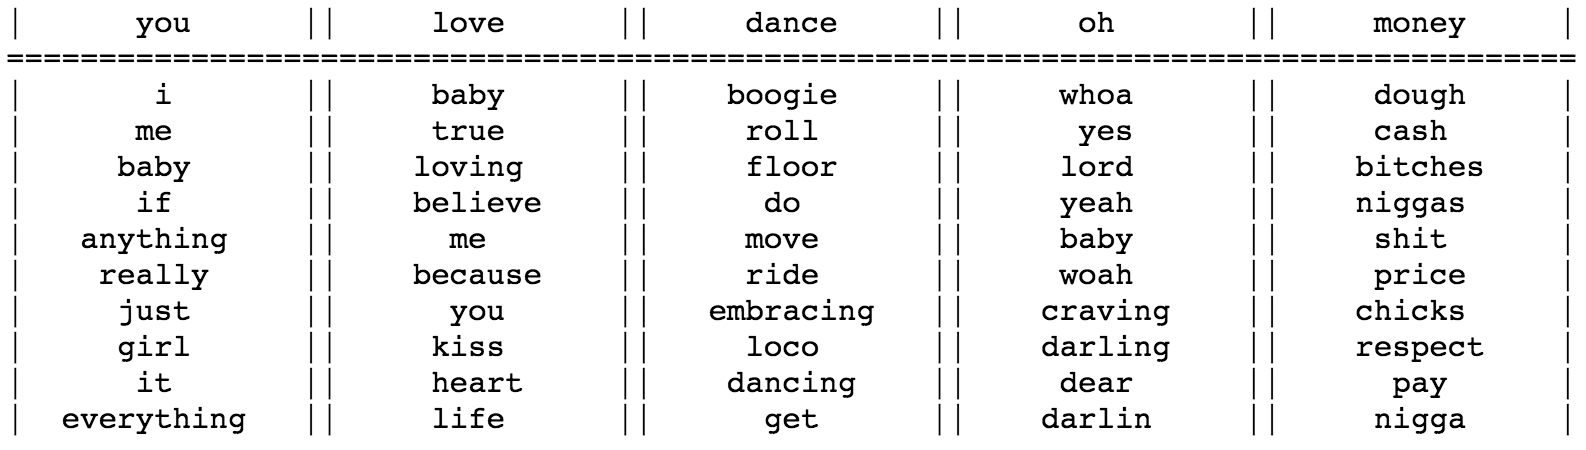 | you || love || dance || oh || money |
=====================================================================================
| i || baby || boogie || whoa || dough |
| me || true || roll || yes || cash |
| baby || loving || floor || lord || bitches |
| if || believe || do || yeah || niggas |
| anything || me || move || baby || shit |
| really || because || ride || woah || price |
| just || you || embracing || craving || chicks |
| girl || kiss || loco || darling || respect |
| it || heart || dancing || dear || pay |
| everything || life || get || darlin || nigga |